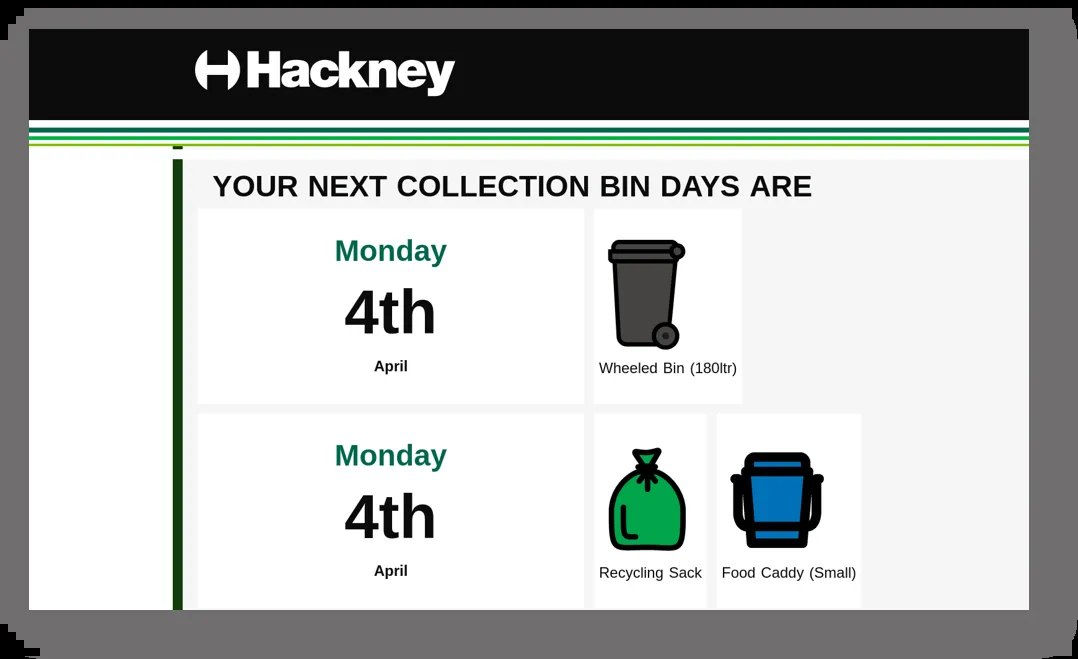 Hackney
YOUR NEXT COLLECTION BIN DAYS ARE
Monday
4th
April
Wheeled Bin (180ltr)
Monday
4th
April
Recycling Sack
Food Caddy (Small)